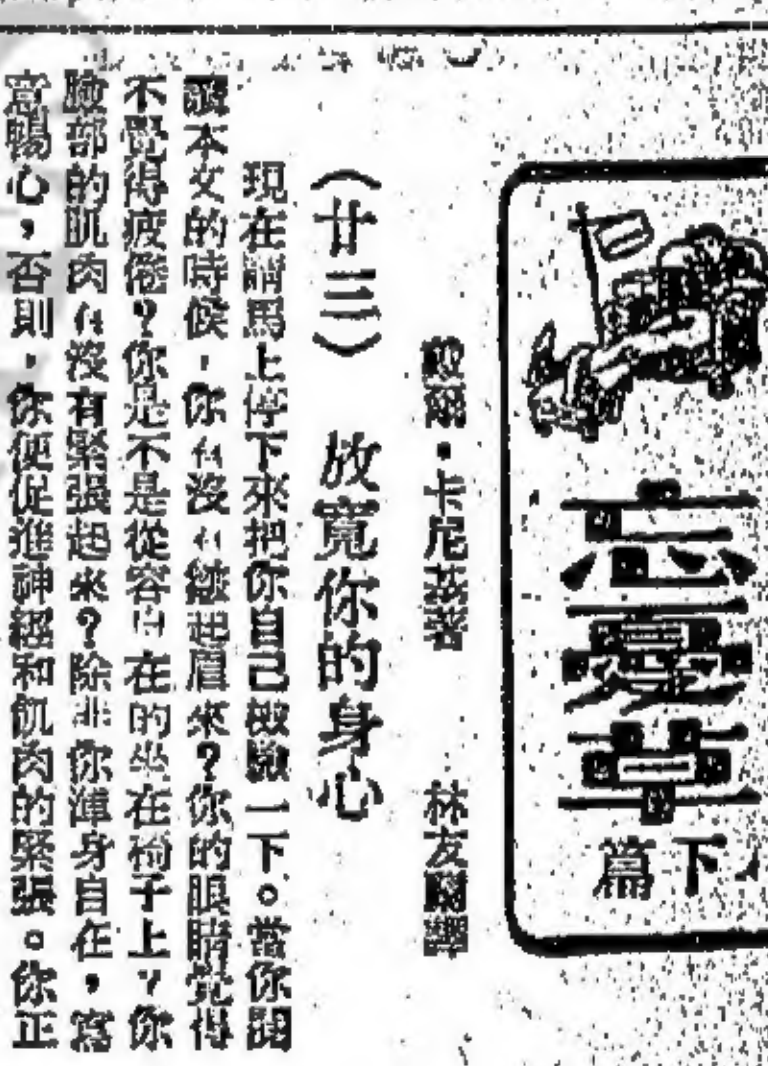 忘憂草
下篇
戴爾·卡尼基著 林友蘭譯
(廿三) 放寬你的身心
現在請馬上停下來把你自己檢驗一下。當你閱
讀本文的時候,你有沒有皺起眉來?你的眼睛覺得
不覺得疲倦?你是不是從容自在的坐在椅子上?你
臉部的肌肉有沒有緊張起來?除非你渾身自在,寫
意暢心,否則,你便促進神經和肌肉的緊張。你正